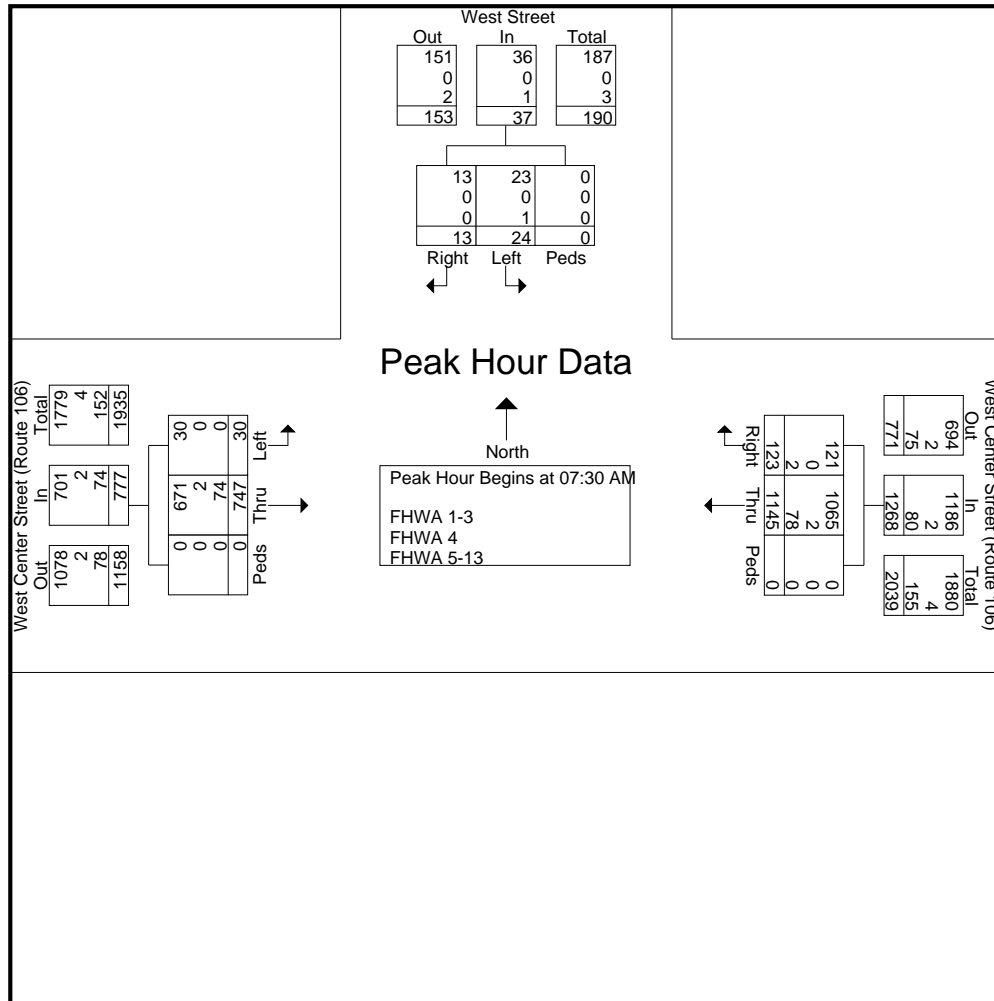 West Street
Out In Total
151 36 187
0 0 0
2 1 3
153 37 190
13 23 0
0 0 0
0 1 0
13 24 0
Right Left Peds
Peak Hour Data
North
Peak Hour Begins at 07:30 AM
FHWA 1-3
FHWA 4
FHWA 5-13
West Center Street (Route 106)
Out In Total
1078 701 1779
2 2 4
78 74 152
1158 777 1935
Left Thru Peds
30 671 0
0 2 0
0 74 0
30 747 0
West Center Street (Route 106)
Out In Total
694 1186 1880
2 2 4
75 80 155
771 1268 2039
Right Thru Peds
121 1065 0
0 2 0
2 78 0
123 1145 0